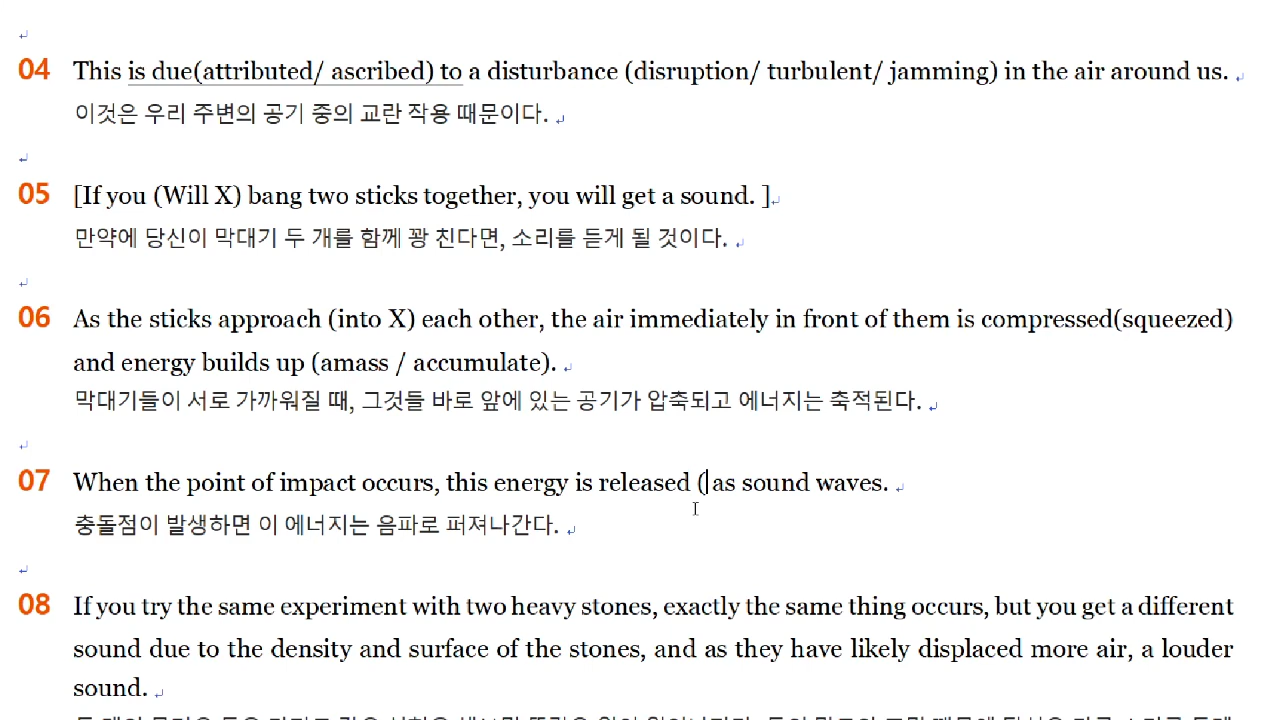 04 This is due(attributed/ ascribed) to a disturbance (disruption/ turbulent/ jamming) in the air around us.
이것은 우리 주변의 공기 중의 교란 작용 때문이다.
05 [If you (Will X) bang two sticks together, you will get a sound. ]
만약에 당신이 막대기 두 개를 함께 꽝 친다면, 소리를 듣게 될 것이다.
06 As the sticks approach (into X) each other, the air immediately in front of them is compressed(squeezed)
and energy builds up (amass / accumulate).
막대기들이 서로 가까워질 때, 그것들 바로 앞에 있는 공기가 압축되고 에너지는 축적된다.
07 When the point of impact occurs, this energy is released ( as sound waves.
충돌점이 발생하면 이 에너지는 음파로 퍼져나간다.
08 If you try the same experiment with two heavy stones, exactly the same thing occurs, but you get a different
sound due to the density and surface of the stones, and as they have likely displaced more air, a louder
sound.